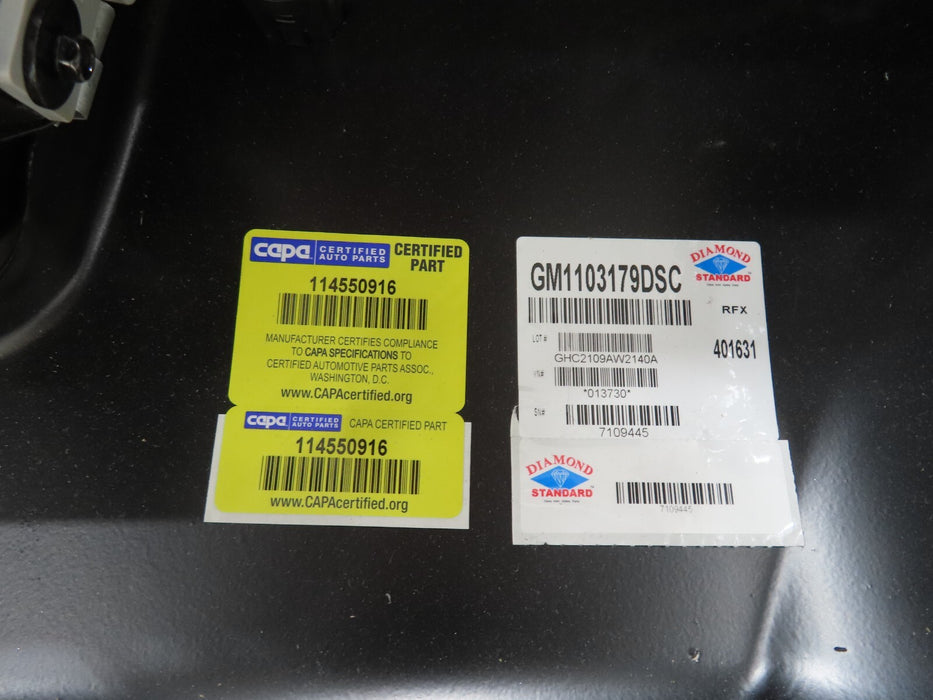 capa CERTIFIED AUTO PARTS
CERTIFIED PART
114550916
MANUFACTURER CERTIFIES COMPLIANCE
TO CAPA SPECIFICATIONS TO
CERTIFIED AUTOMOTIVE PARTS ASSOC.,
WASHINGTON, D.C.
www.CAPAcertified.org
capa CERTIFIED AUTO PARTS CAPA CERTIFIED PART
114550916
www.CAPAcertified.org
DIAMOND
STANDARD
GM1103179DSC
RFX
LOT #
GHC2109AW2140A
401631
VN#
*013730*
SN#
7109445
DIAMOND
STANDARD
7109445